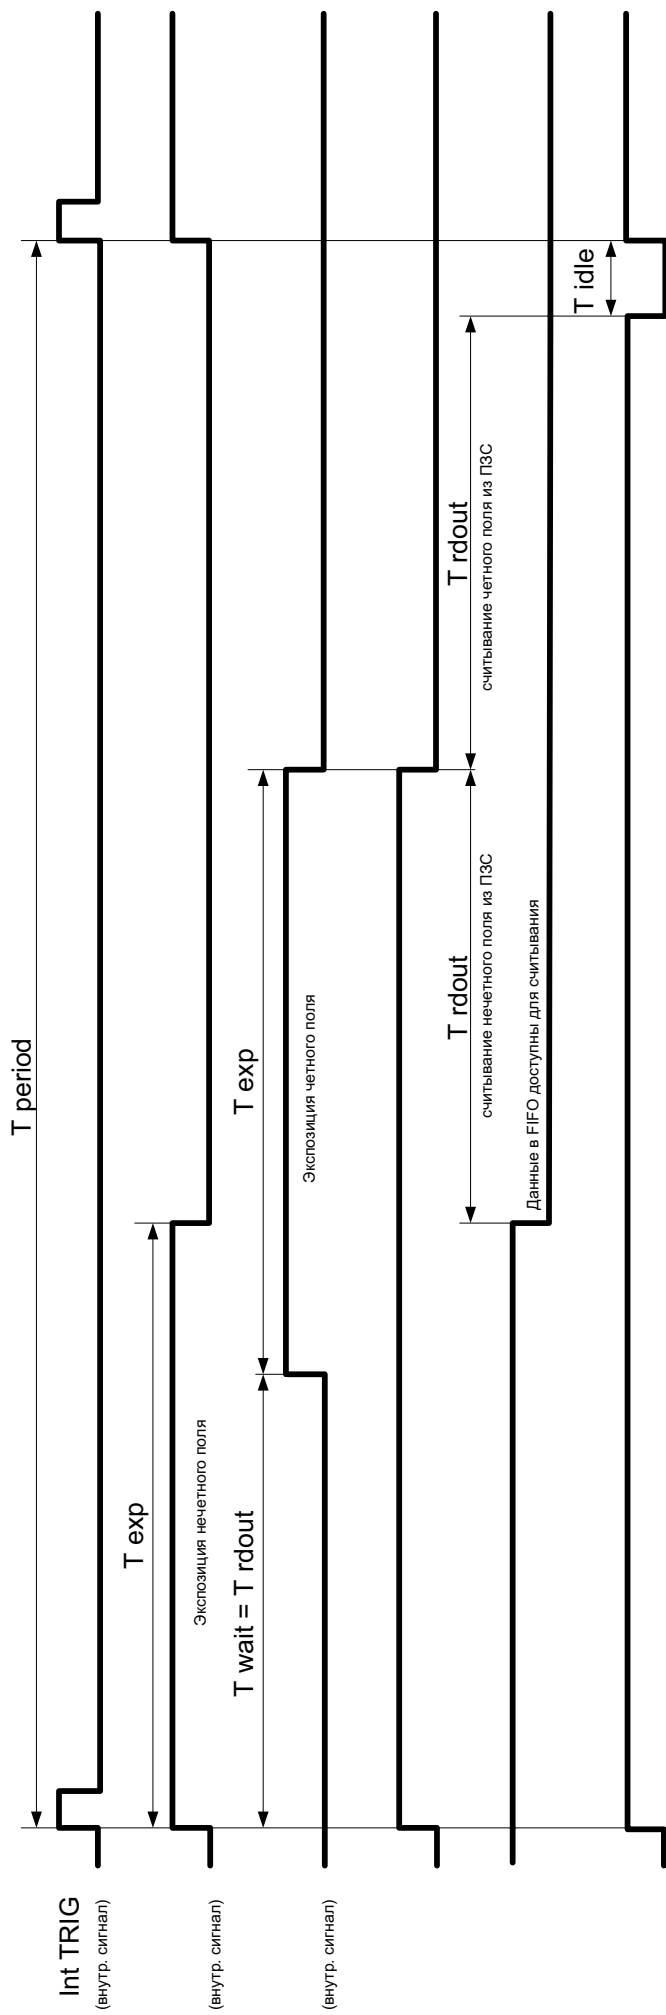 Int TRIG
(внутр. сигнал)
T period
(внутр. сигнал)
T exp
Экспозиция нечетного поля
(внутр. сигнал)
T wait = T rdout
T exp
Экспозиция четного поля
T rdout
считывание нечетного поля из ПЗС
T rdout
считывание четного поля из ПЗС
Данные в FIFO доступны для считывания
T idle